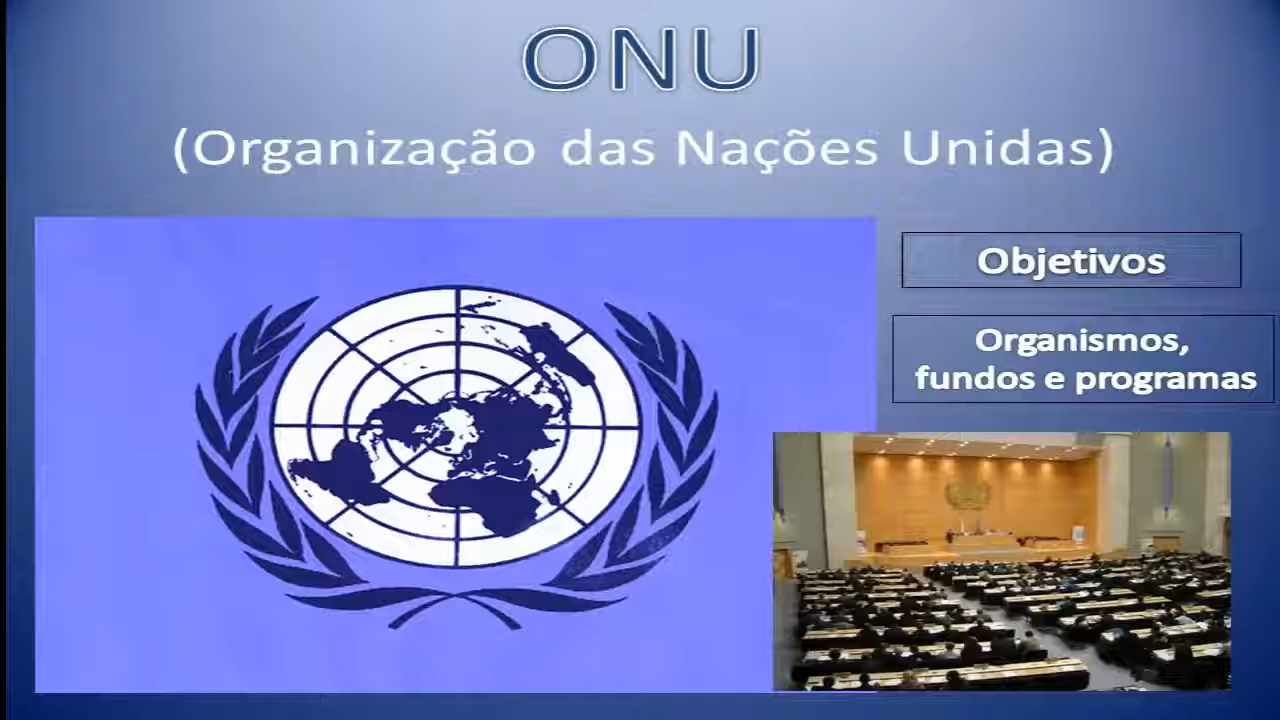 ONU
(Organização das Nações Unidas)
Objetivos
Organismos,
fundos e programas